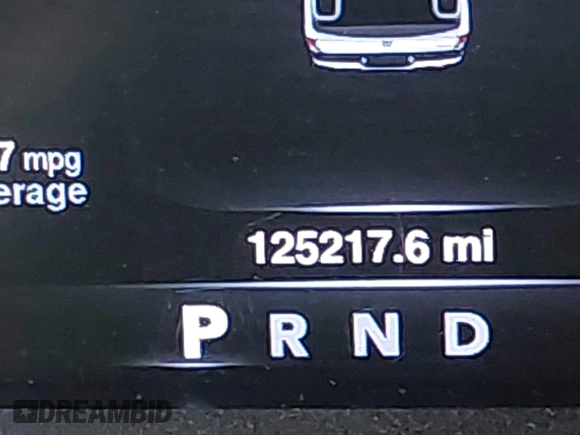 7 mpg
erage
125217.6 mi
P R N D
DREAMBID